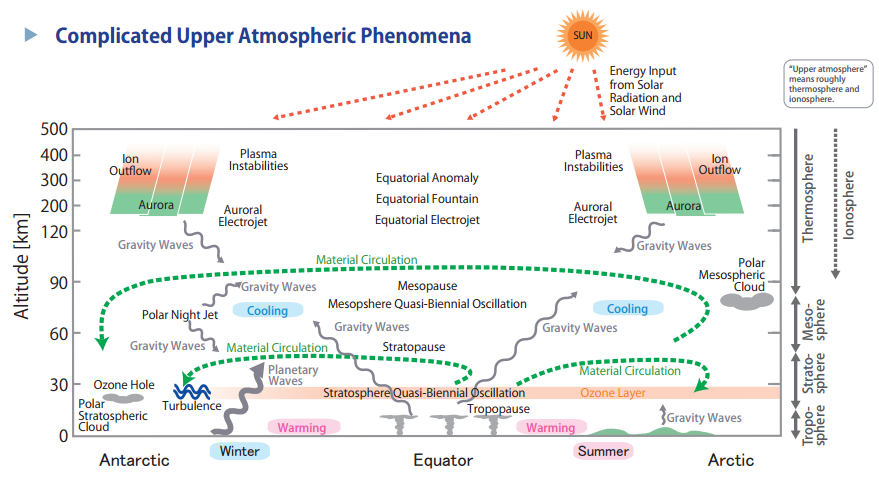 Complicated Upper Atmospheric Phenomena
SUN
Energy Input
from Solar
Radiation and
Solar Wind
"Upper atmosphere"
means roughly
thermosphere and
ionosphere.
Altitude [km]
500
400
300
200
120
90
60
30
0
Ion
Outflow
Aurora
Plasma
Instabilities
Auroral
Electrojet
Equatorial Anomaly
Equatorial Fountain
Equatorial Electrojet
Plasma
Instabilities
Auroral
Electrojet
Ion
Outflow
Aurora
Gravity Waves
Gravity Waves
Material Circulation
Polar
Mesospheric
Cloud
Gravity Waves
Mesopause
Mesopshere Quasi-Biennial Oscillation
Cooling
Cooling
Polar Night Jet
Gravity Waves
Gravity Waves
Gravity Waves
Material Circulation
Stratopause
Planetary
Waves
Material Circulation
Ozone Hole
Stratosphere Quasi-Biennial Oscillation
Ozone Layer
Polar
Stratospheric
Cloud
Turbulence
Tropopause
Gravity Waves
Warming
Warming
Winter
Summer
Antarctic
Equator
Arctic
Thermosphere
Ionosphere
Meso-
sphere
Strato-
sphere
Tropo-
sphere